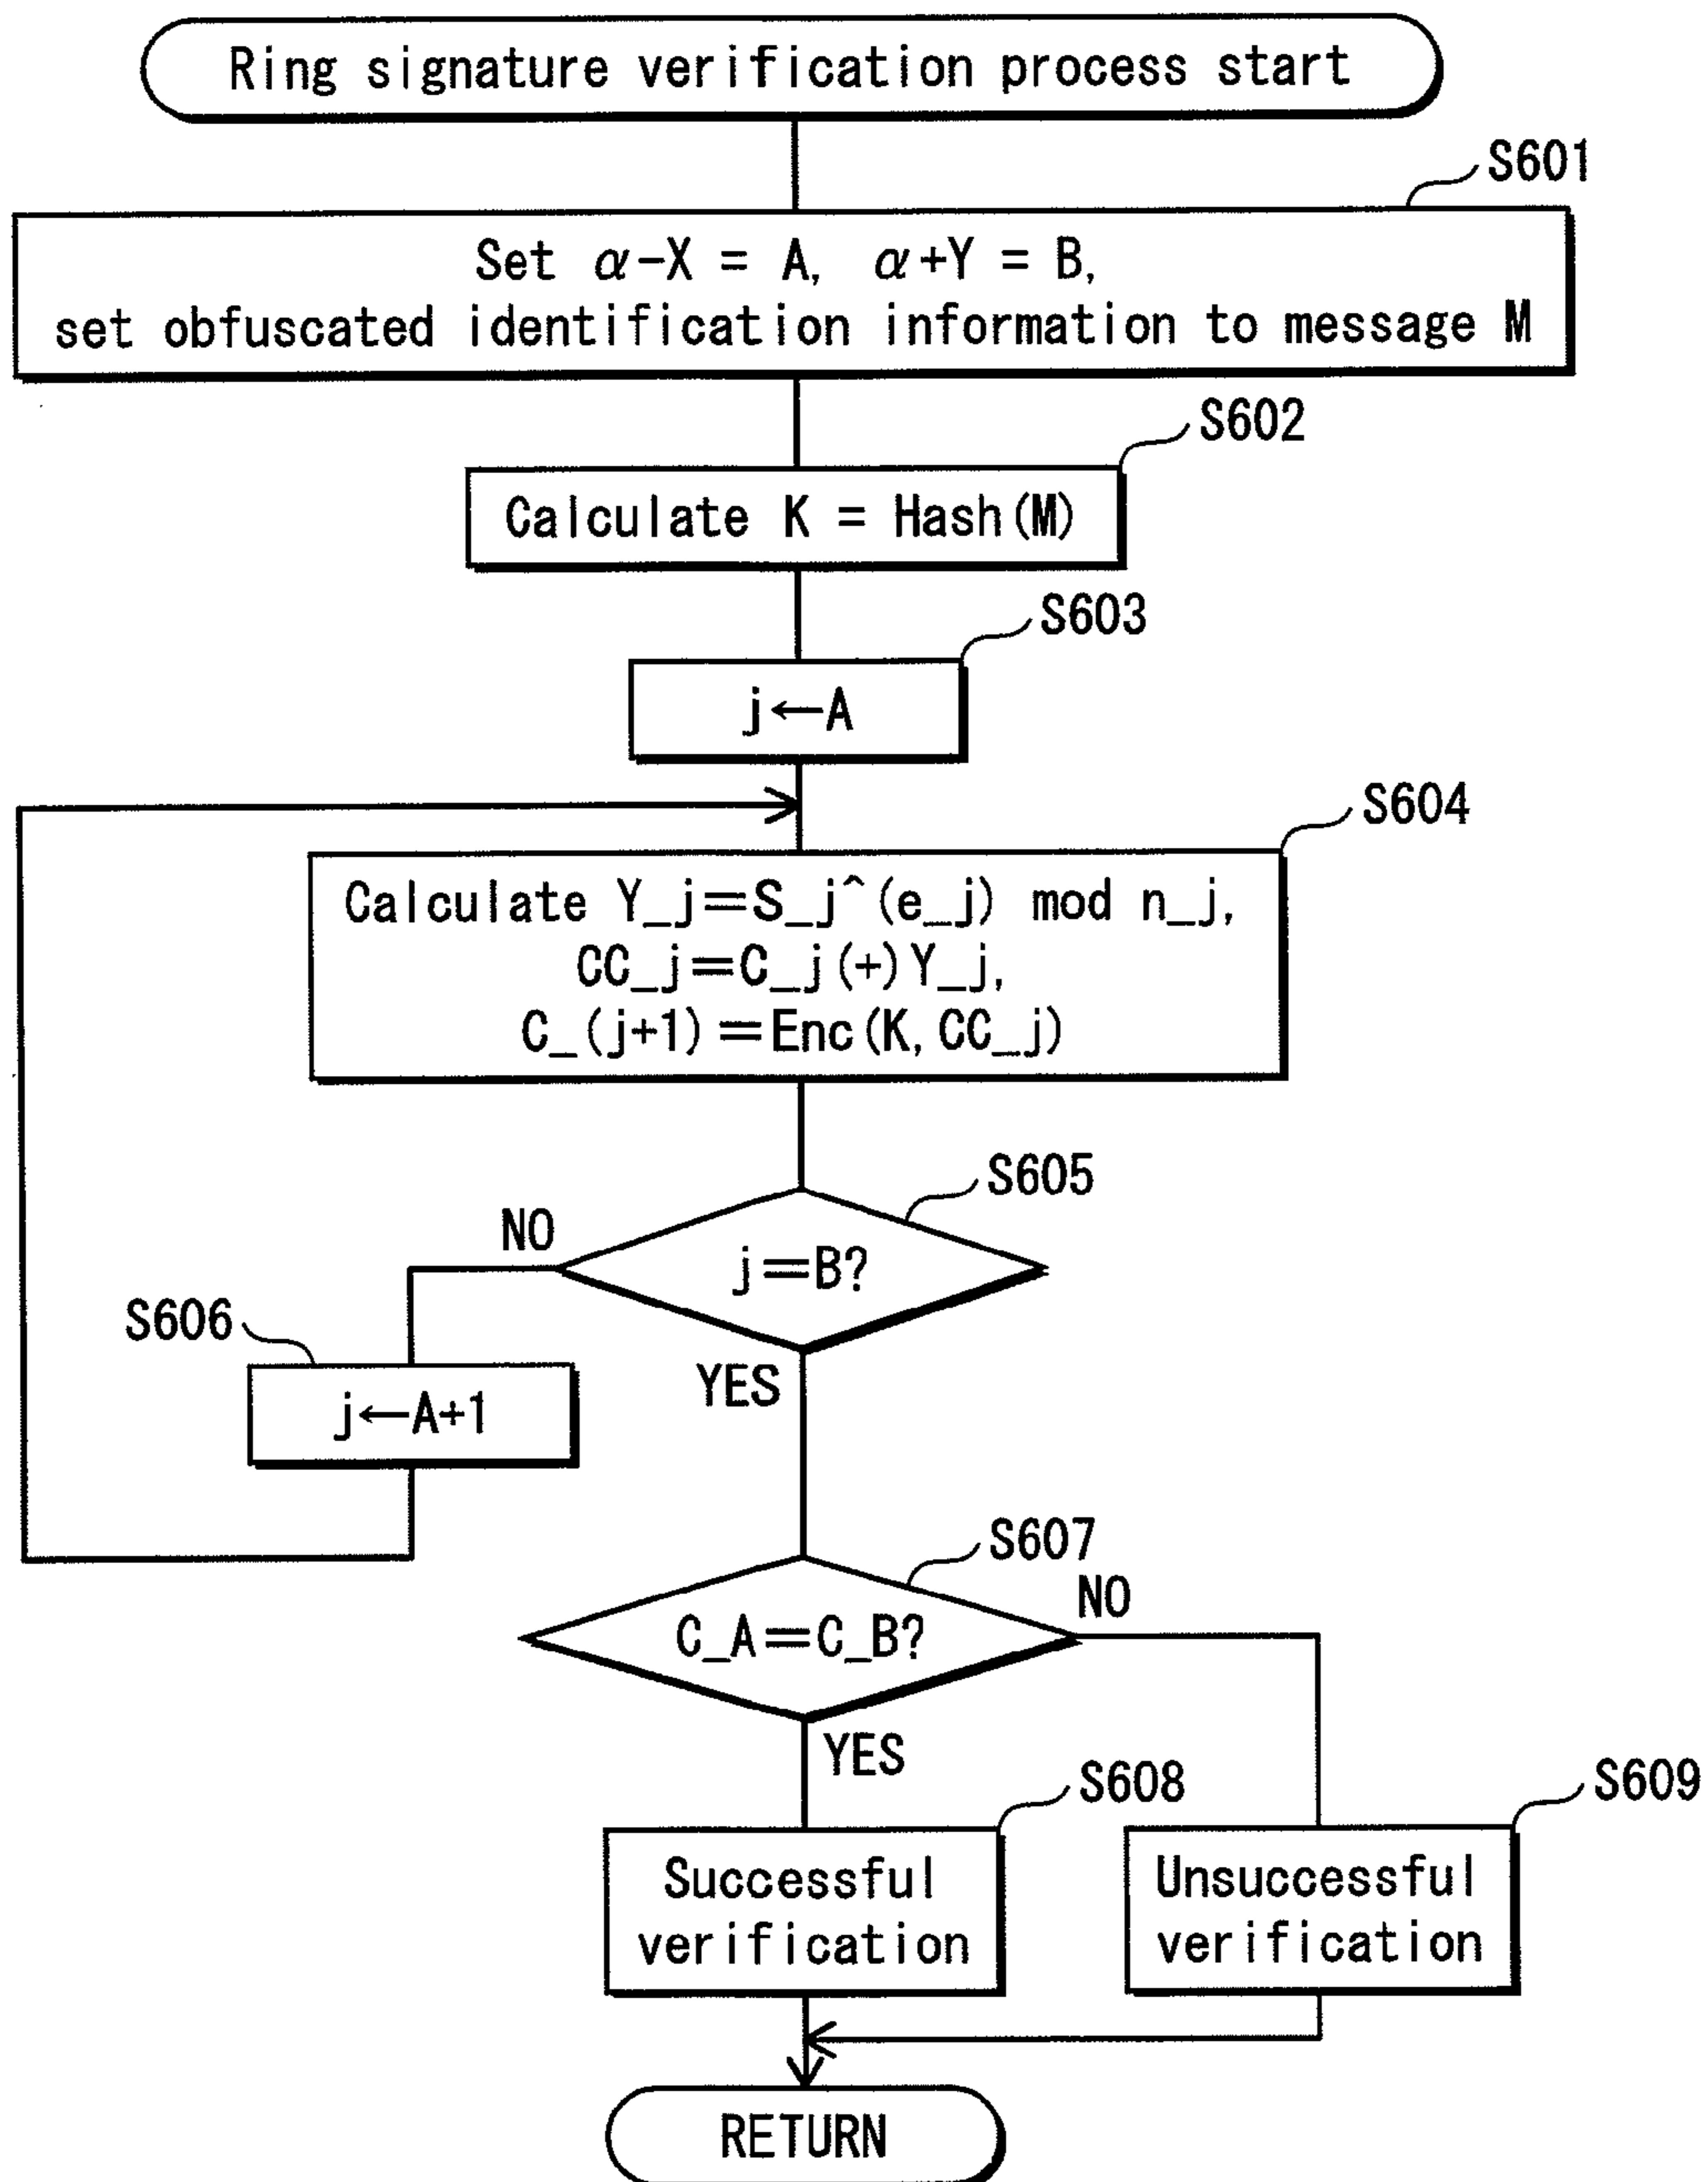 Ring signature verification process start
S601
Set α-X = A, α+Y = B,
set obfuscated identification information to message M
S602
Calculate K = Hash(M)
S603
j←A
S604
Calculate Y_j=S_j^(e_j) mod n_j,
CC_j=C_j(+)Y_j,
C_(j+1)=Enc(K,CC_j)
S605
NO
j=B?
S606
YES
j←A+1
S607
NO
C_A=C_B?
YES
S608
S609
Successful
verification
Unsuccessful
verification
RETURN